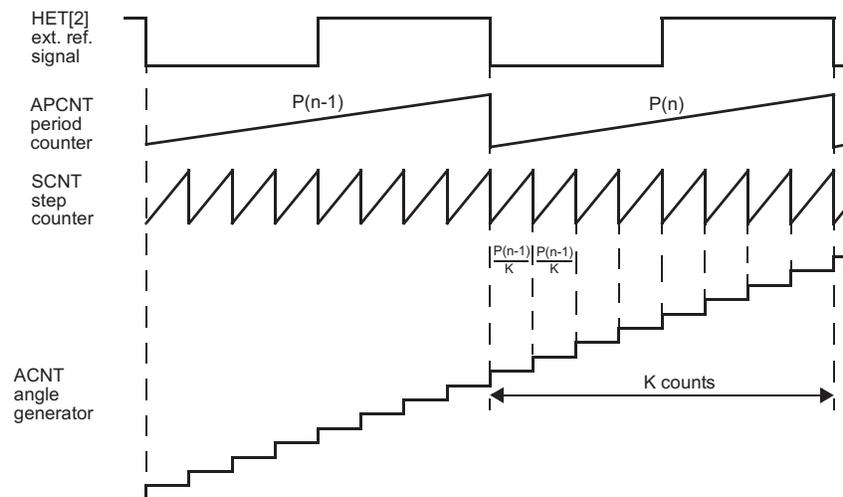 HET[2]
ext. ref.
signal
APCNT
period
counter
P(n-1)
P(n)
SCNT
step
counter
P(n-1)
K
P(n-1)
K
ACNT
angle
generator
K counts